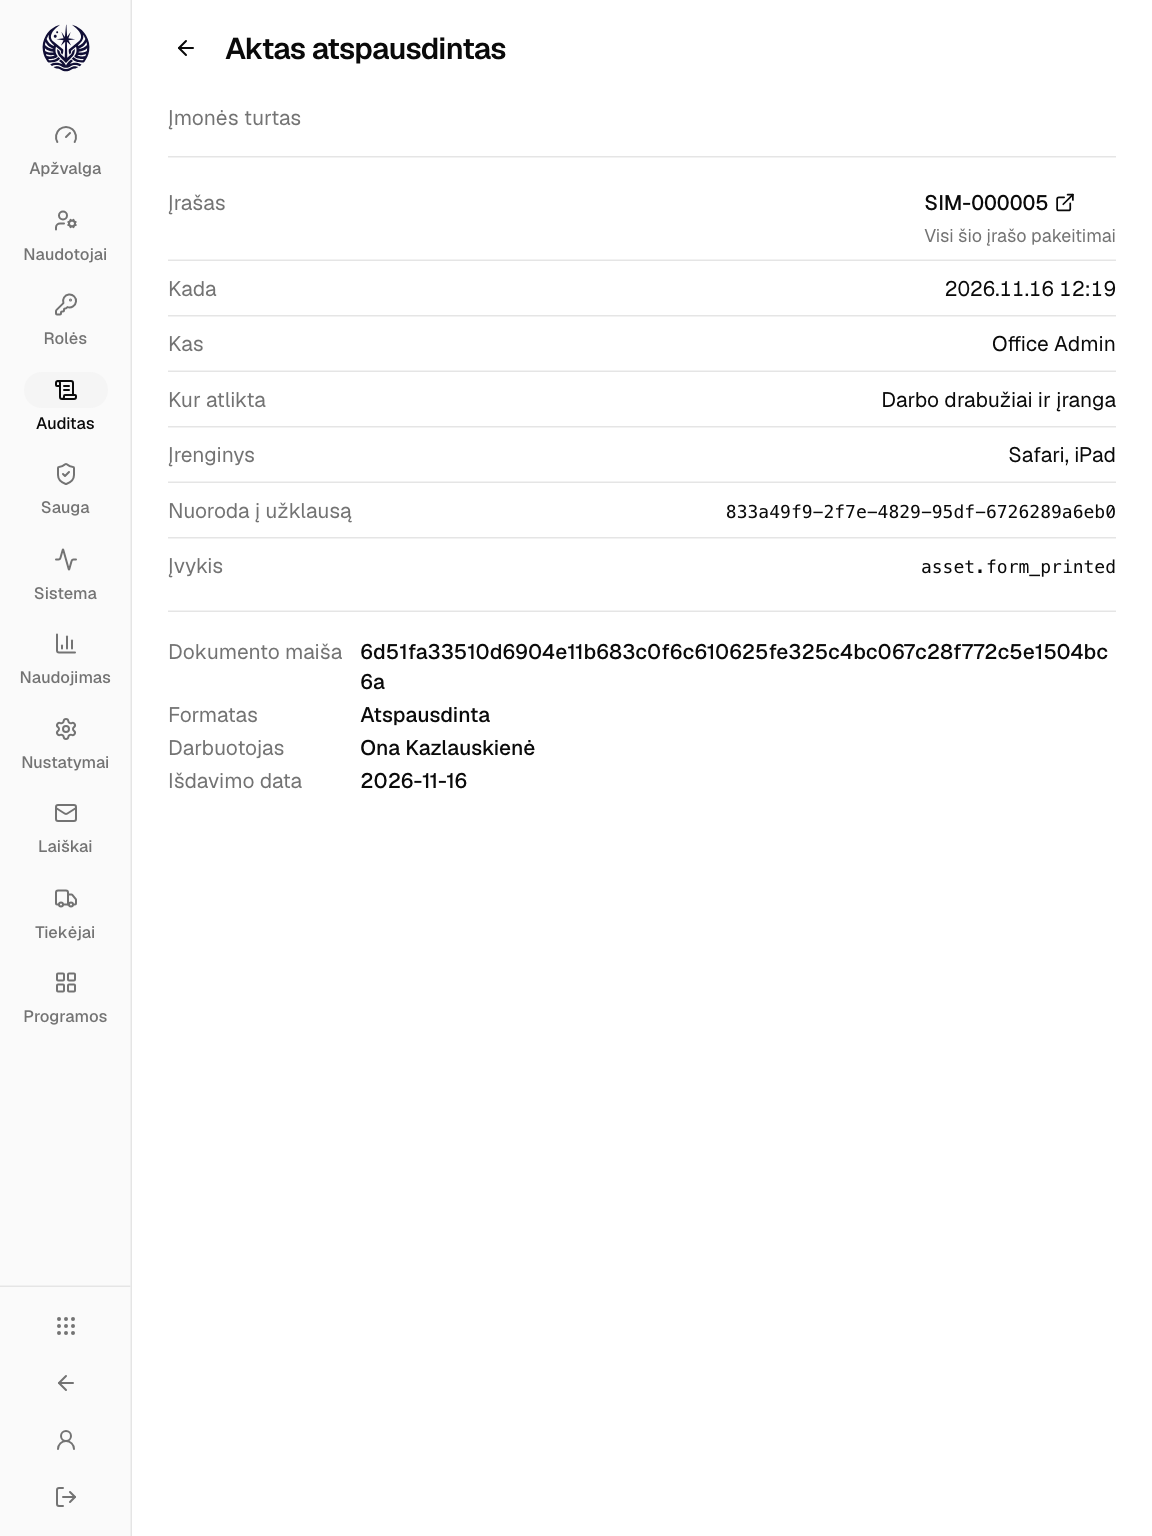 Aktas atspausdintas
Įmonės turtas
Įrašas
SIM-000005
Visi šio įrašo pakeitimai
Kada
2026.11.16 12:19
Kas
Office Admin
Kur atlikta
Darbo drabužiai ir įranga
Įrenginys
Safari, iPad
Nuoroda į užklausą
833a49f9-2f7e-4829-95df-6726289a6eb0
Įvykis
asset.form_printed
Dokumento maiša
6d51fa33510d6904e11b683c0f6c610625fe325c4bc067c28f772c5e1504bc
6a
Formatas
Atspausdinta
Darbuotojas
Ona Kazlauskienė
Išdavimo data
2026-11-16
Apžvalga
Naudotojai
Rolės
Auditas
Sauga
Sistema
Naudojimas
Nustatymai
Laiškai
Tiekėjai
Programos